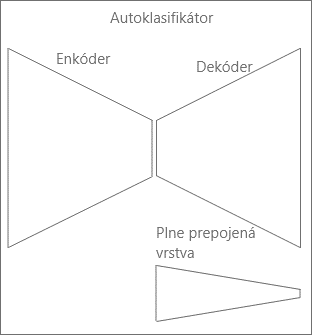 Autoklasifikátor
Enkóder
Dekóder
Plne prepojená
vrstva